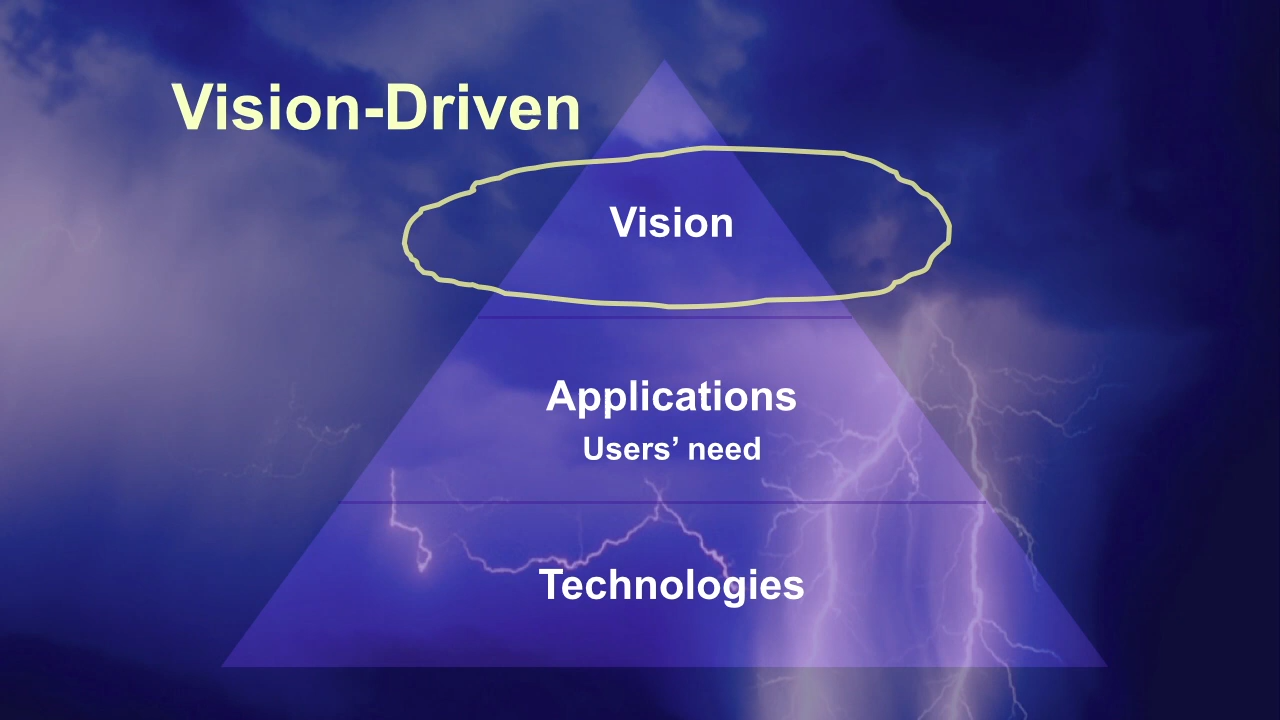 Vision-Driven
Vision
Applications
Users’ need
Technologies